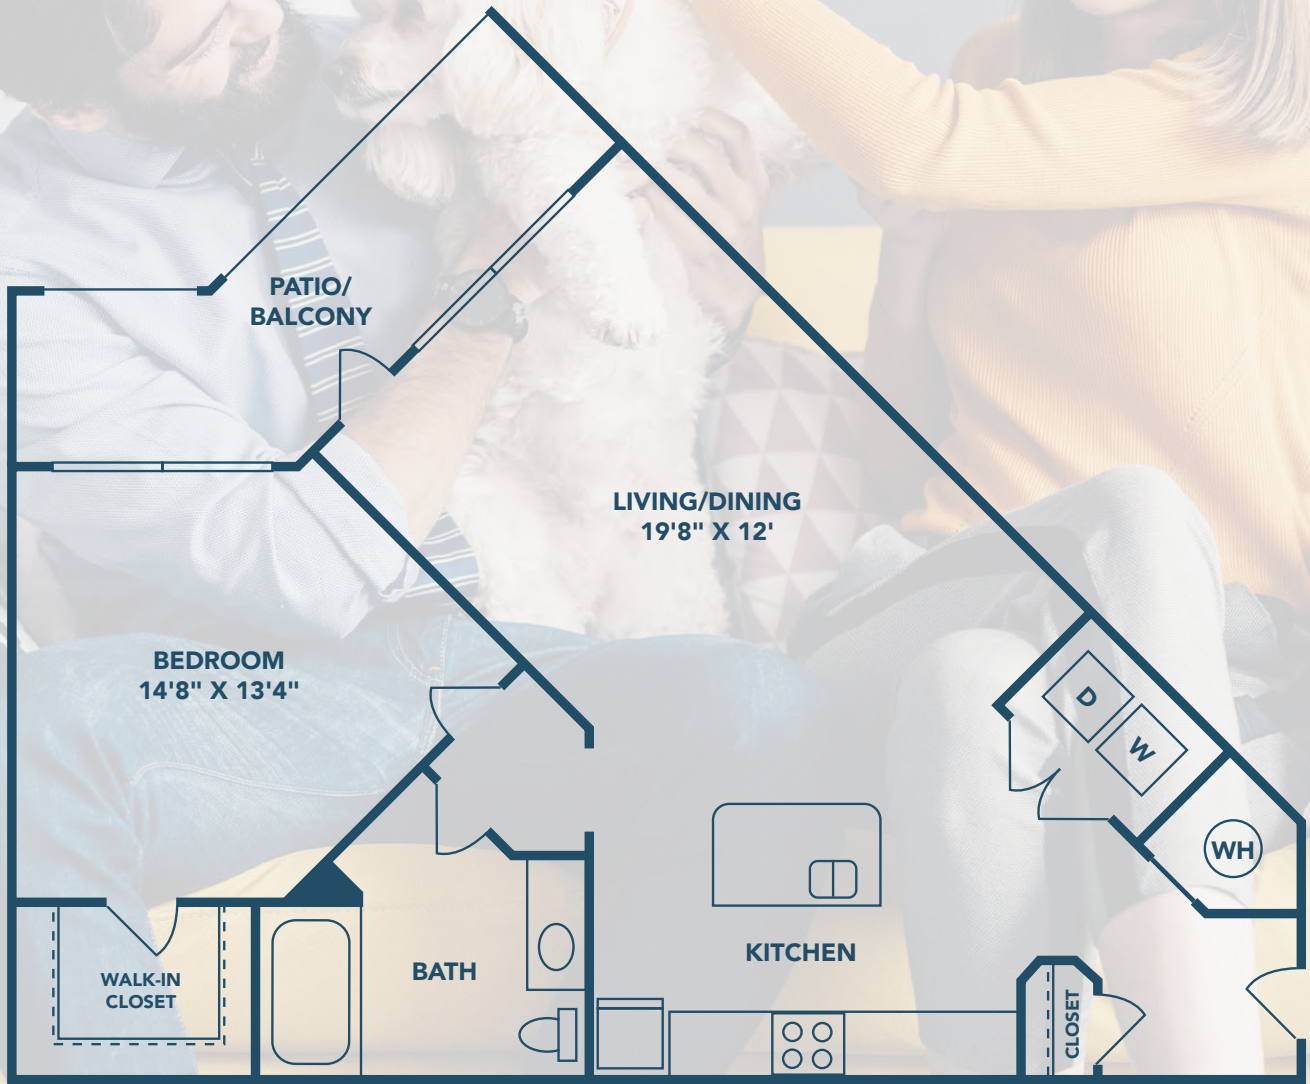 PATIO/
BALCONY
LIVING/DINING
19'8" X 12'
BEDROOM
14'8" X 13'4"
D
W
WH
KITCHEN
BATH
WALK-IN
CLOSET
CLOSET